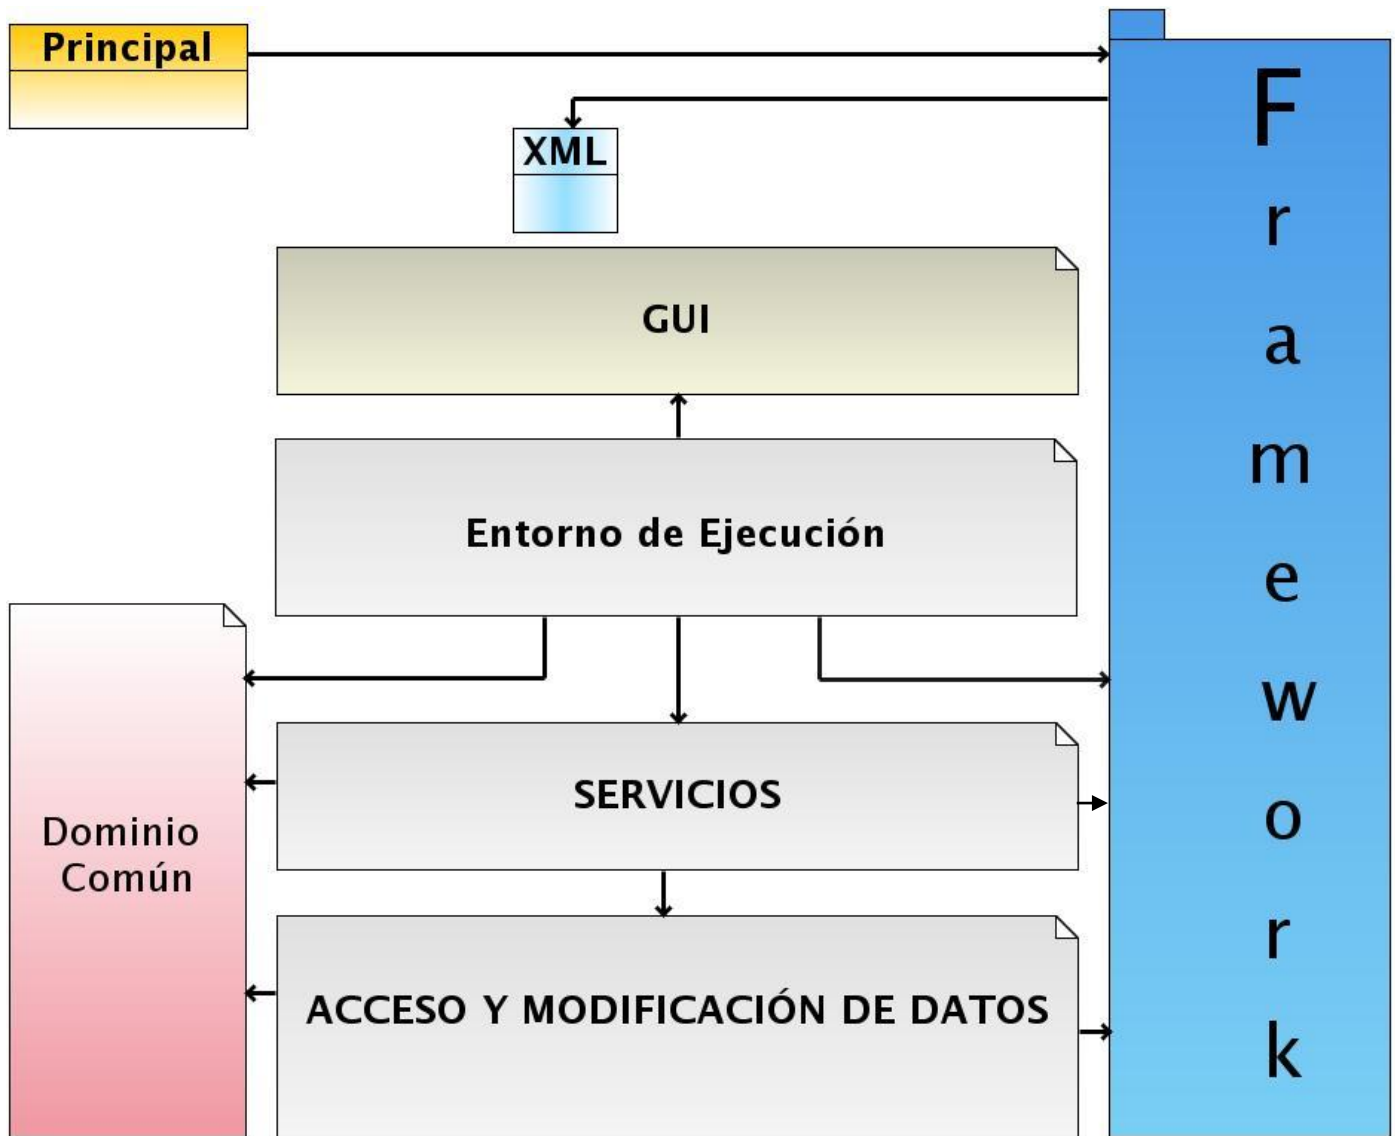 Principal
XML
GUI
Entorno de Ejecución
SERVICIOS
Dominio
Común
ACCESO Y MODIFICACIÓN DE DATOS
F
r
a
m
e
w
o
r
k